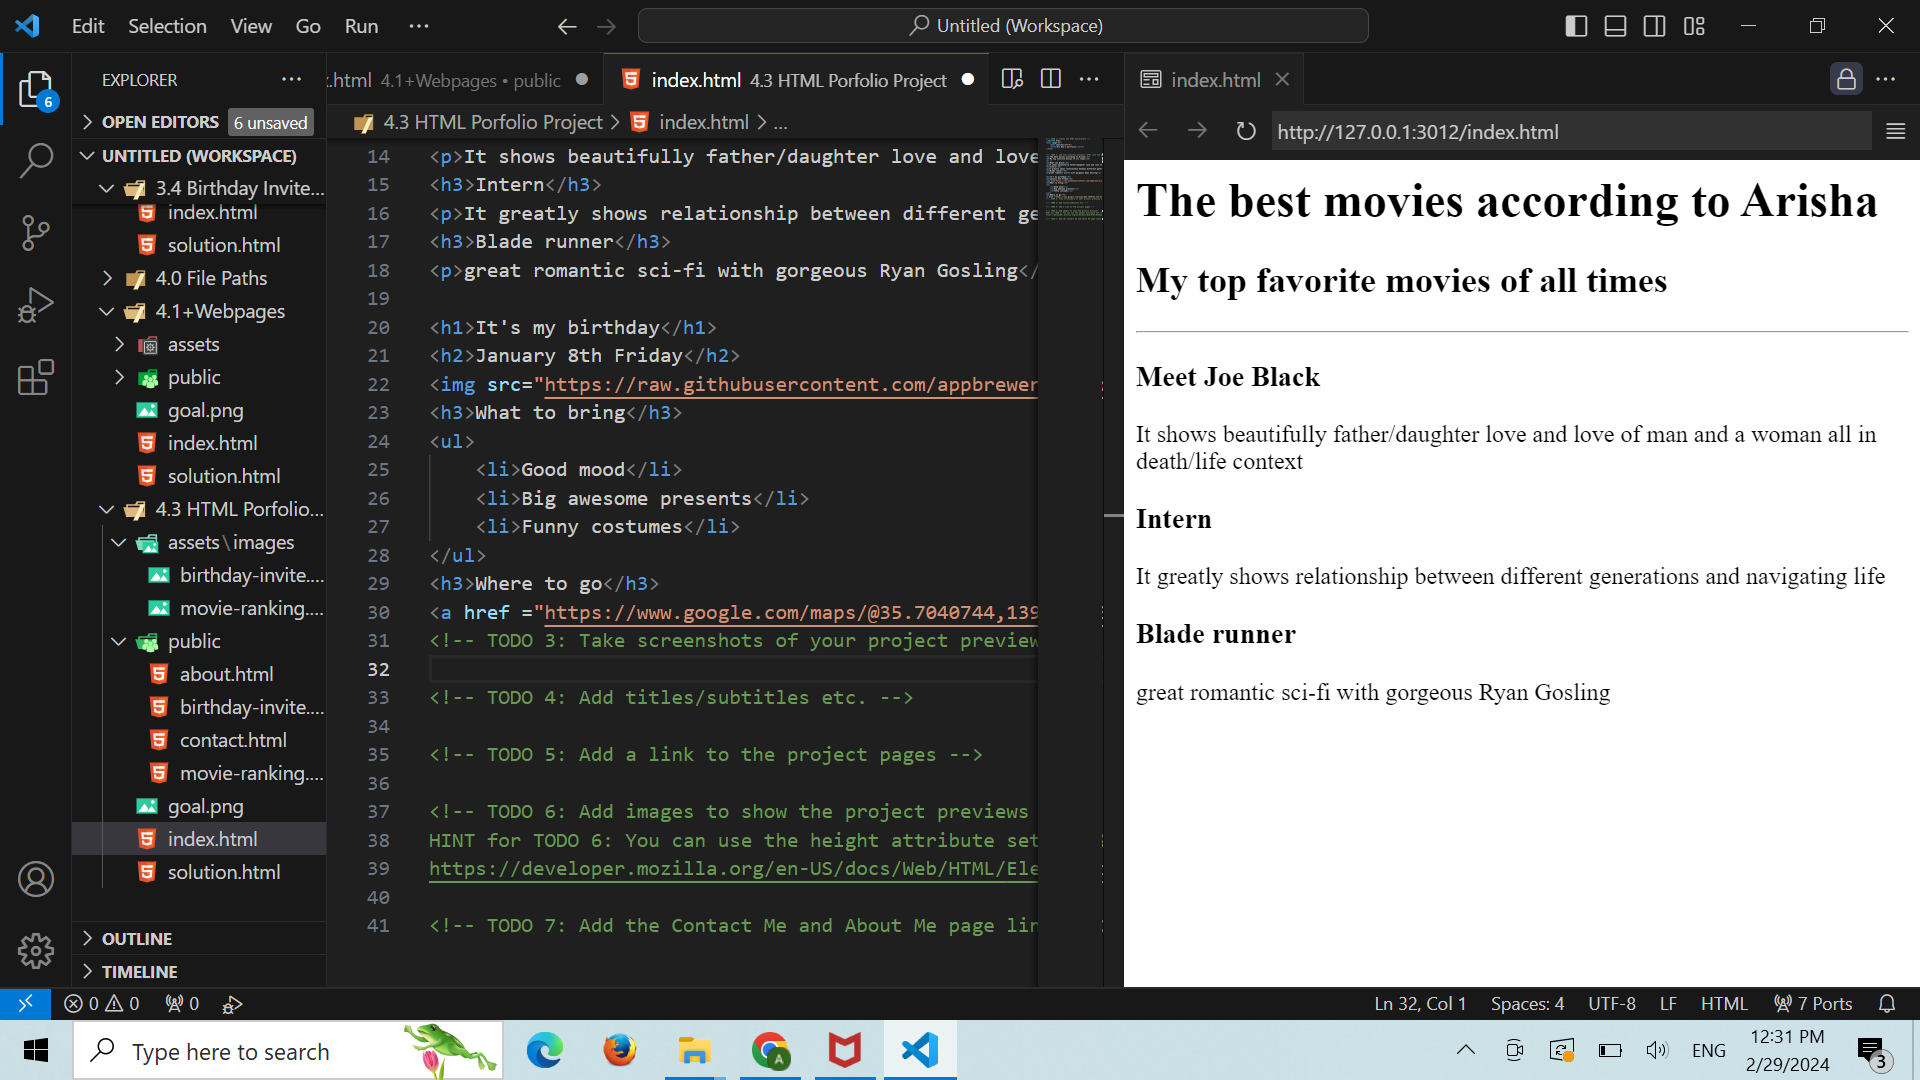 Edit Selection View Go Run ···
Untitled (Workspace)
EXPLORER ···
OPEN EDITORS 6 unsaved
UNTITLED (WORKSPACE)
3.4 Birthday Invite...
index.html
solution.html
4.0 File Paths
4.1+Webpages
assets
public
goal.png
index.html
solution.html
4.3 HTML Porfolio...
assets\images
birthday-invite....
movie-ranking....
public
about.html
birthday-invite....
contact.html
movie-ranking....
goal.png
index.html
solution.html
OUTLINE
TIMELINE
6
.html 4.1+Webpages • public
index.html 4.3 HTML Porfolio Project
4.3 HTML Porfolio Project > index.html > ...
14 <p>It shows beautifully father/daughter love and love
15 <h3>Intern</h3>
16 <p>It greatly shows relationship between different ge
17 <h3>Blade runner</h3>
18 <p>great romantic sci-fi with gorgeous Ryan Gosling</
19
20 <h1>It's my birthday</h1>
21 <h2>January 8th Friday</h2>
22 <img src="https://raw.githubusercontent.com/appbrewer
23 <h3>What to bring</h3>
24 <ul>
25 <li>Good mood</li>
26 <li>Big awesome presents</li>
27 <li>Funny costumes</li>
28 </ul>
29 <h3>Where to go</h3>
30 <a href ="https://www.google.com/maps/@35.7040744,139
31 <!-- TODO 3: Take screenshots of your project preview
32
33 <!-- TODO 4: Add titles/subtitles etc. -->
34
35 <!-- TODO 5: Add a link to the project pages -->
36
37 <!-- TODO 6: Add images to show the project previews
38 HINT for TODO 6: You can use the height attribute set
39 https://developer.mozilla.org/en-US/docs/Web/HTML/Ele
40
41 <!-- TODO 7: Add the Contact Me and About Me page lin
index.html
http://127.0.0.1:3012/index.html
The best movies according to Arisha
My top favorite movies of all times
Meet Joe Black
It shows beautifully father/daughter love and love of man and a woman all in
death/life context
Intern
It greatly shows relationship between different generations and navigating life
Blade runner
great romantic sci-fi with gorgeous Ryan Gosling
0 0 0
Ln 32, Col 1 Spaces: 4 UTF-8 LF HTML 7 Ports
Type here to search
A
ENG
12:31 PM
2/29/2024
3